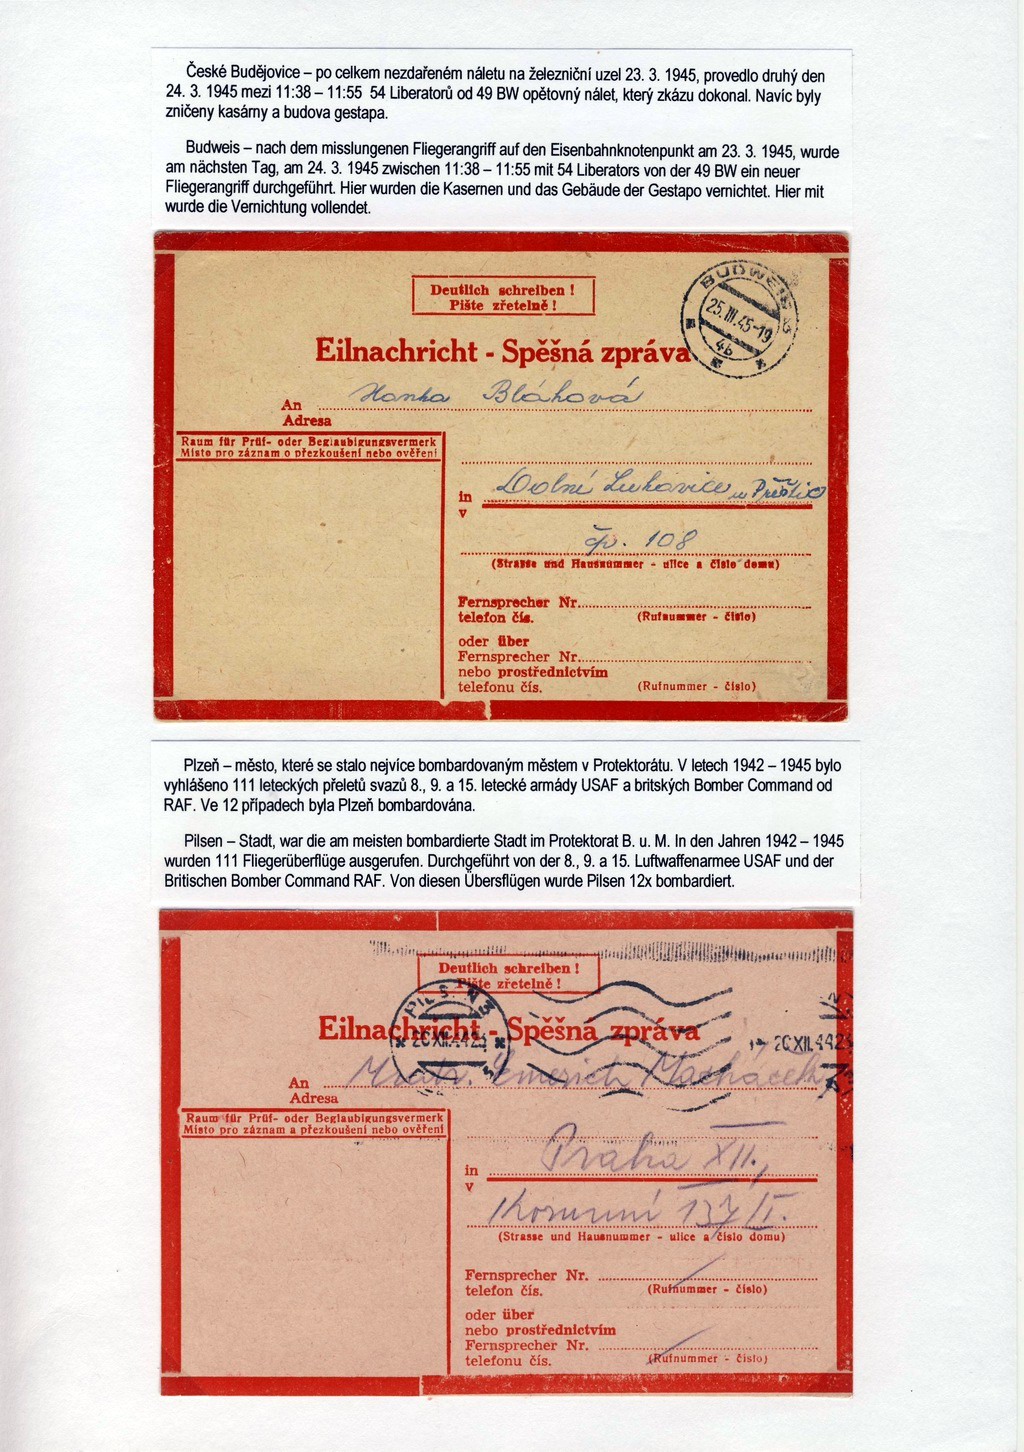 České Budějovice – po celkem nezdařeném náletu na železniční uzel 23. 3. 1945, provedlo druhý den
24. 3. 1945 mezi 11:38 – 11:55 54 Liberatorů od 49 BW opětovný nálet, který zkázu dokonal. Navíc byly
zničeny kasárny a budova gestapa.
Budweis – nach dem misslungenen Fliegerangriff auf den Eisenbahnknotenpunkt am 23. 3. 1945, wurde
am nächsten Tag, am 24. 3. 1945 zwischen 11:38 – 11:55 mit 54 Liberators von der 49 BW ein neuer
Fliegerangriff durchgeführt. Hier wurden die Kasernen und das Gebäude der Gestapo vernichtet. Hier mit
wurde die Vernichtung vollendet.
Deutlich schreiben !
Pište zřetelně !
BUDWEIS
25.III.45-19
4b
Eilnachricht - Spěšná zpráva
An Hanka Bláhová
Adresa
Raum für Prüf- oder Beglaubigungsvermerk
Místo pro záznam o přezkoušení nebo ověření
in Dolní Lukavice u Přeštic
v
čp. 108
(Strasse und Hausnummer - ulice a číslo domu)
Fernsprecher Nr.
telefon čís. (Rufnummer - číslo)
oder über
Fernsprecher Nr.
nebo prostřednictvím
telefonu čís. (Rufnummer - číslo)
Plzeň – město, které se stalo nejvíce bombardovaným městem v Protektorátu. V letech 1942 – 1945 bylo
vyhlášeno 111 leteckých přeletů svazů 8., 9. a 15. letecké armády USAF a britských Bomber Command od
RAF. Ve 12 případech byla Plzeň bombardována.
Pilsen – Stadt, war die am meisten bombardierte Stadt im Protektorat B. u. M. In den Jahren 1942 – 1945
wurden 111 Fliegerüberflüge ausgerufen. Durchgeführt von der 8., 9. a 15. Luftwaffenarmee USAF und der
Britischen Bomber Command RAF. Von diesen Übersflügen wurde Pilsen 12x bombardiert.
Deutlich schreiben !
Pište zřetelně !
PILSEN 3
Eilnachricht - Spěšná zpráva
20.XII.44 23
20.XII.44 23
An Emerich Macháček
Adresa
Raum für Prüf- oder Beglaubigungsvermerk
Místo pro záznam a přezkoušení nebo ověření
in Praha XII.,
v
Korunní 137/I.
(Strasse und Hausnummer - ulice a číslo domu)
Fernsprecher Nr.
telefon čís. (Rufnummer - číslo)
oder über
nebo prostřednictvím
Fernsprecher Nr.
telefonu čís. (Rufnummer - číslo)